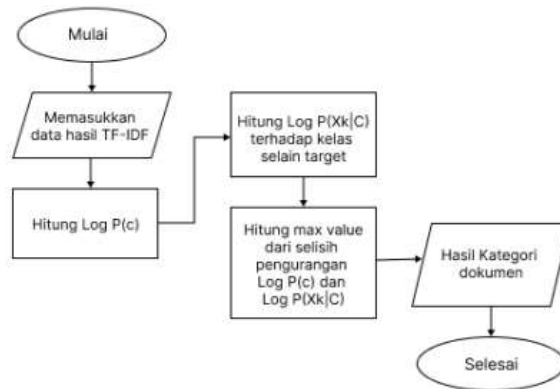 Mulai
Memasukkan
data hasil TF-IDF
Hitung Log P(c)
Hitung Log P(Xk|C)
terhadap kelas
selain target
Hitung max value
dari selisih
pengurangan
Log P(c) dan
Log P(Xk|C)
Hasil Kategori
dokumen
Selesai